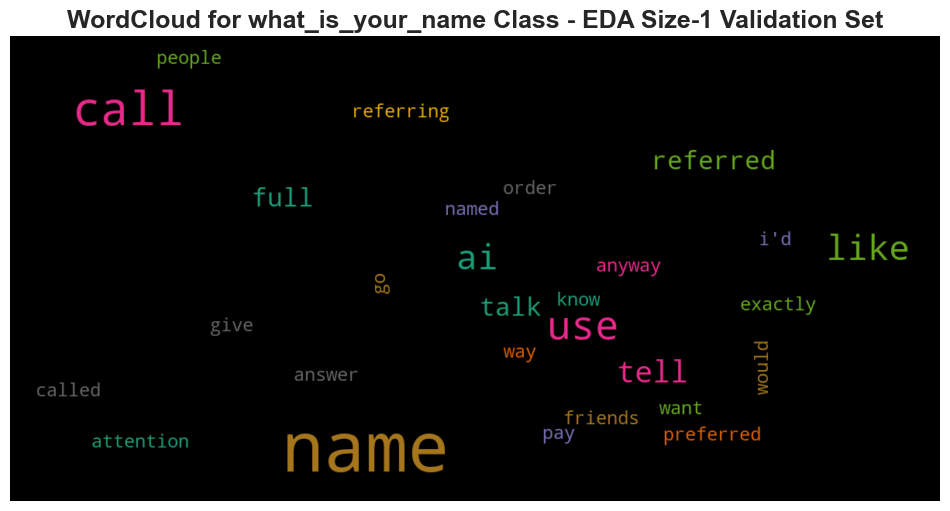 WordCloud for what_is_your_name Class - EDA Size-1 Validation Set
people
call
referring
referred
order
full
named
i'd
like
ai
anyway
go
know
exactly
talk
give
use
way
would
tell
answer
called
want
friends
pay
preferred
attention
name